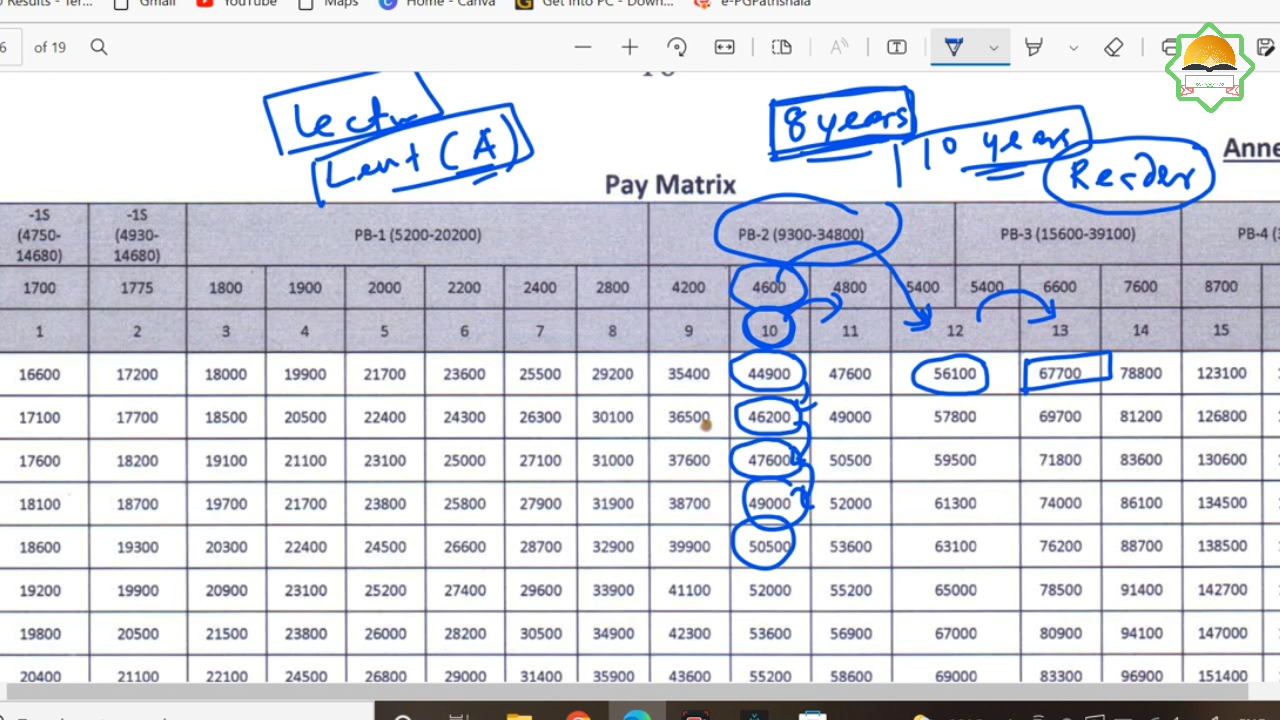 Results - Ter...
Gmail
YouTube
Maps
Home - Canva
Get Into PC - Down...
e-PGPathshala
6 of 19
Lectu
Lent (A)
8 years
10 years
Reader
Anne
Pay Matrix
-1S (4750-14680) -1S (4930-14680) PB-1 (5200-20200) PB-2 (9300-34800) PB-3 (15600-39100) PB-4 (3
1700 1775 1800 1900 2000 2200 2400 2800 4200 4600 4800 5400 5400 6600 7600 8700
1 2 3 4 5 6 7 8 9 10 11 12 13 14 15
16600 17200 18000 19900 21700 23600 25500 29200 35400 44900 47600 56100 67700 78800 123100
17100 17700 18500 20500 22400 24300 26300 30100 36500 46200 49000 57800 69700 81200 126800
17600 18200 19100 21100 23100 25000 27100 31000 37600 47600 50500 59500 71800 83600 130600
18100 18700 19700 21700 23800 25800 27900 31900 38700 49000 52000 61300 74000 86100 134500
18600 19300 20300 22400 24500 26600 28700 32900 39900 50500 53600 63100 76200 88700 138500
19200 19900 20900 23100 25200 27400 29600 33900 41100 52000 55200 65000 78500 91400 142700
19800 20500 21500 23800 26000 28200 30500 34900 42300 53600 56900 67000 80900 94100 147000
20400 21100 22100 24500 26800 29000 31400 35900 43600 55200 58600 69000 83300 96900 151400